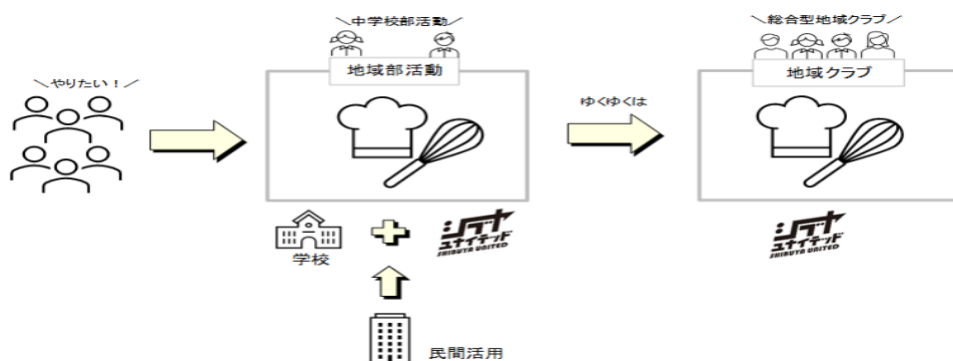 ＼やりたい！／
＼中学校部活動／
地域部活動
学校
シブヤ
ユナイテッド
SHIBUYA UNITED
民間活用
ゆくゆくは
＼総合型地域クラブ／
地域クラブ
シブヤ
ユナイテッド
SHIBUYA UNITED